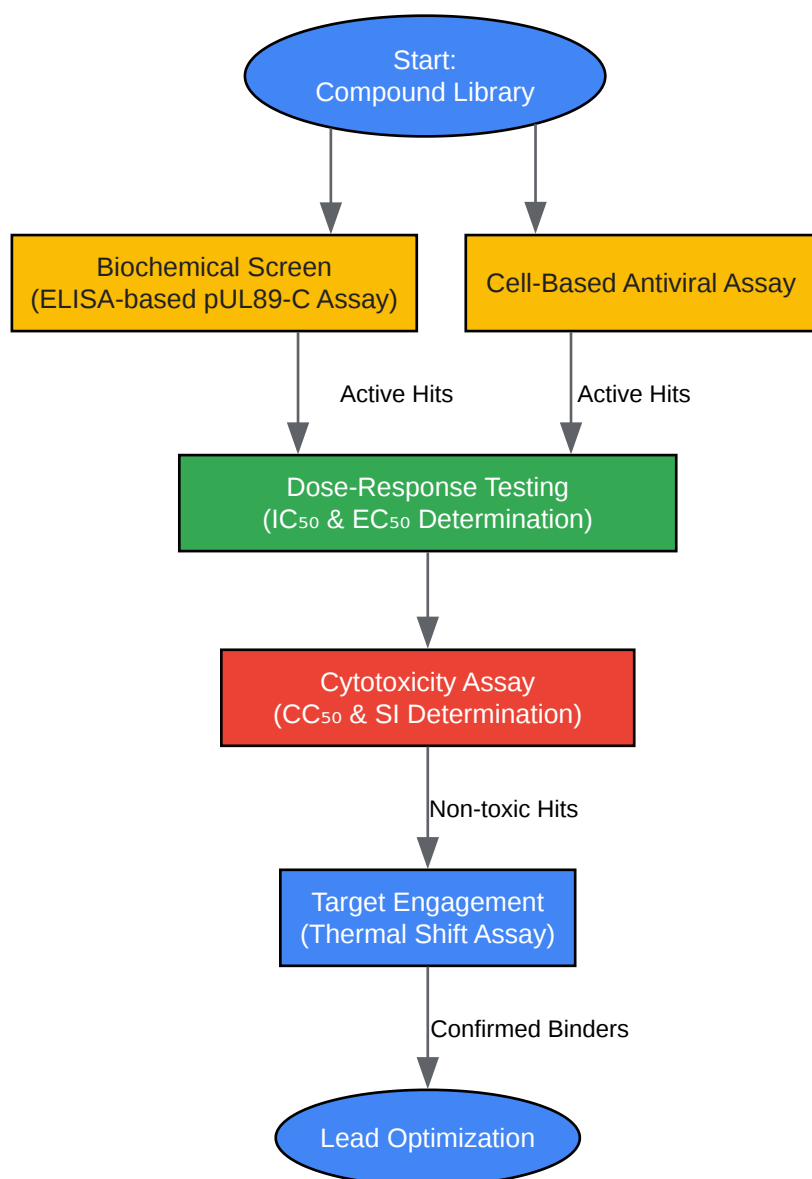 Start:
Compound Library
Biochemical Screen
(ELISA-based pUL89-C Assay)
Cell-Based Antiviral Assay
Active Hits
Active Hits
Dose-Response Testing
(IC₅₀ & EC₅₀ Determination)
Cytotoxicity Assay
(CC₅₀ & SI Determination)
Non-toxic Hits
Target Engagement
(Thermal Shift Assay)
Confirmed Binders
Lead Optimization